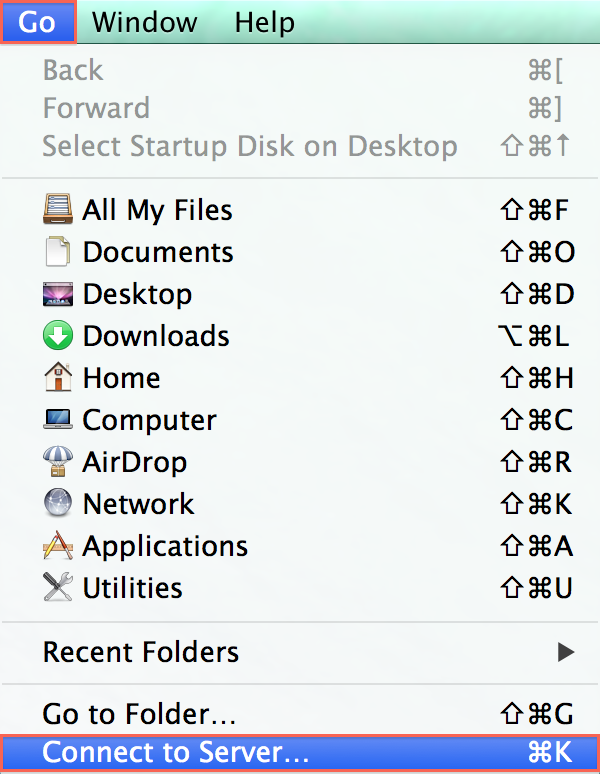 Go Window Help
Back ⌘[
Forward ⌘]
Select Startup Disk on Desktop ⇧⌘↑
All My Files ⇧⌘F
Documents ⇧⌘O
Desktop ⇧⌘D
Downloads ⌥⌘L
Home ⇧⌘H
Computer ⇧⌘C
AirDrop ⇧⌘R
Network ⇧⌘K
Applications ⇧⌘A
Utilities ⇧⌘U
Recent Folders ▶
Go to Folder... ⇧⌘G
Connect to Server... ⌘K